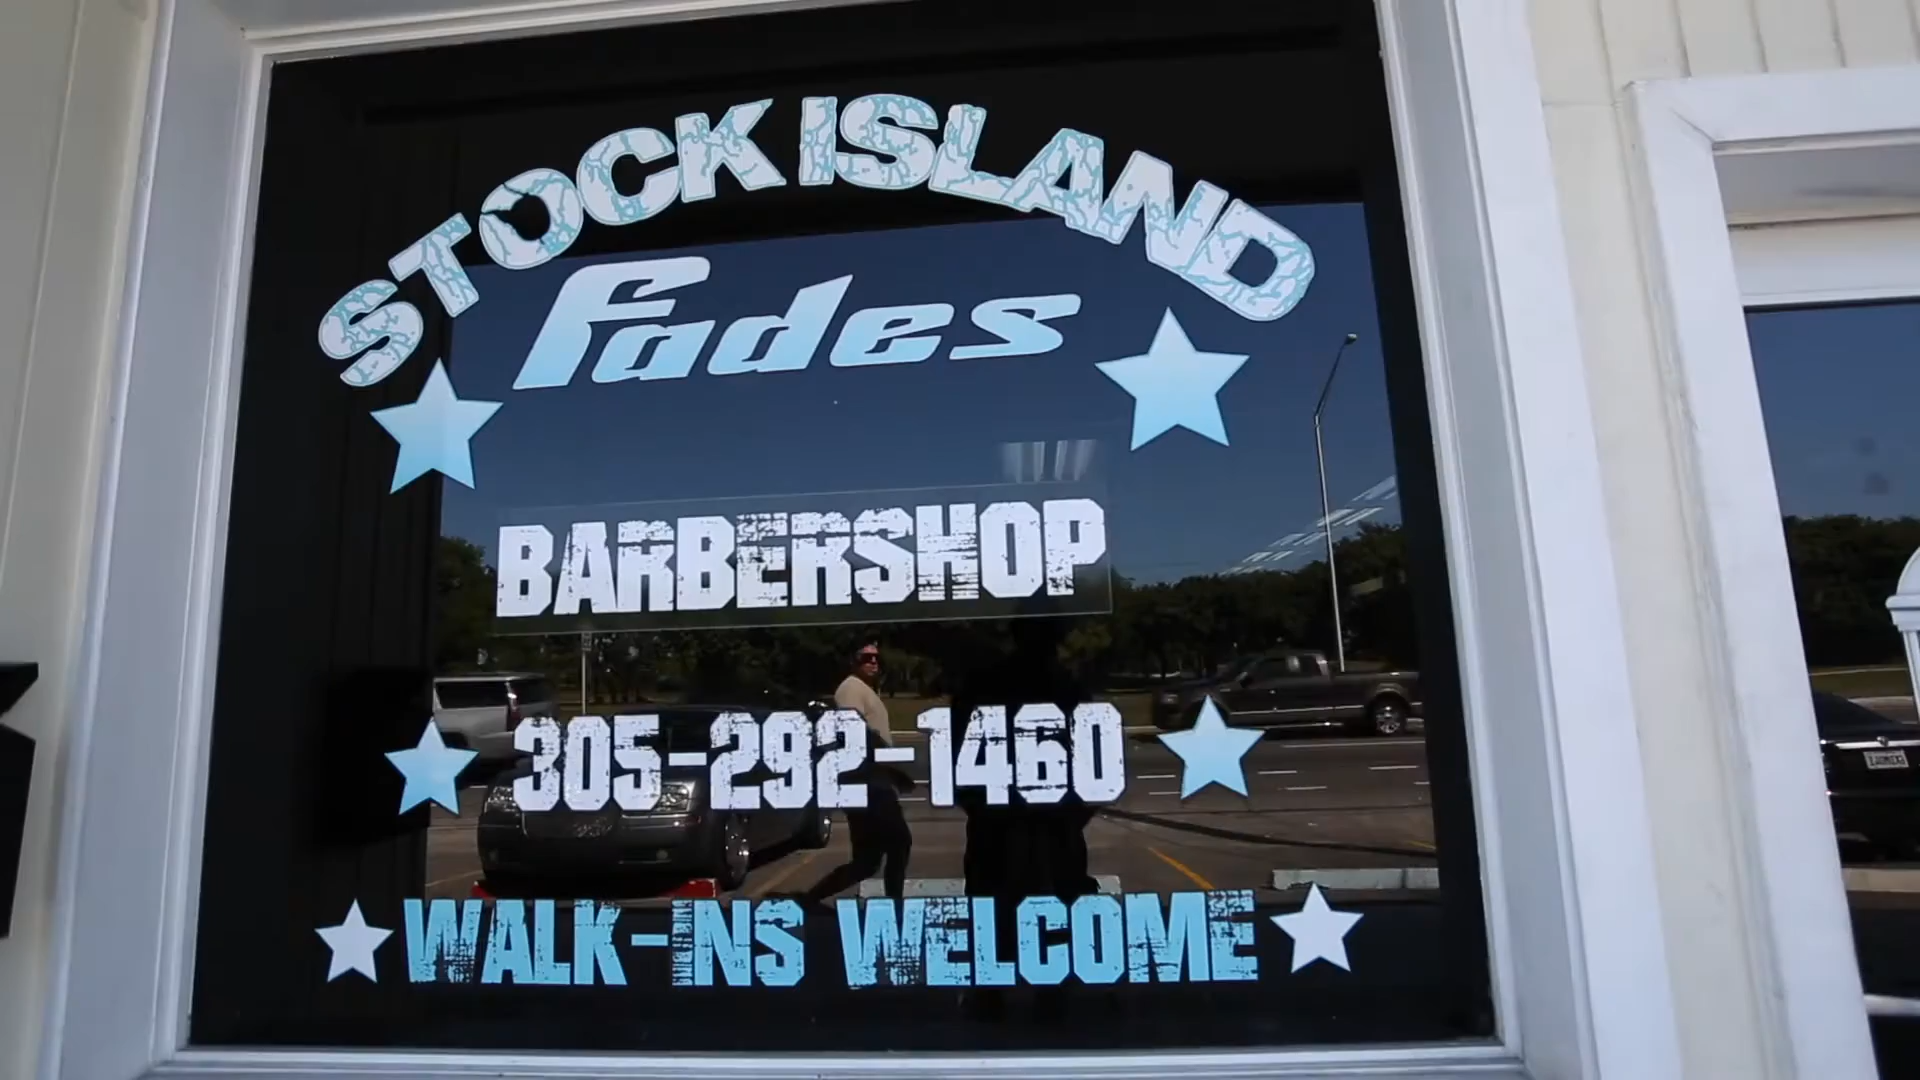 STOCK ISLAND
Fades
BARBERSHOP
305-292-1460
WALK-INS WELCOME